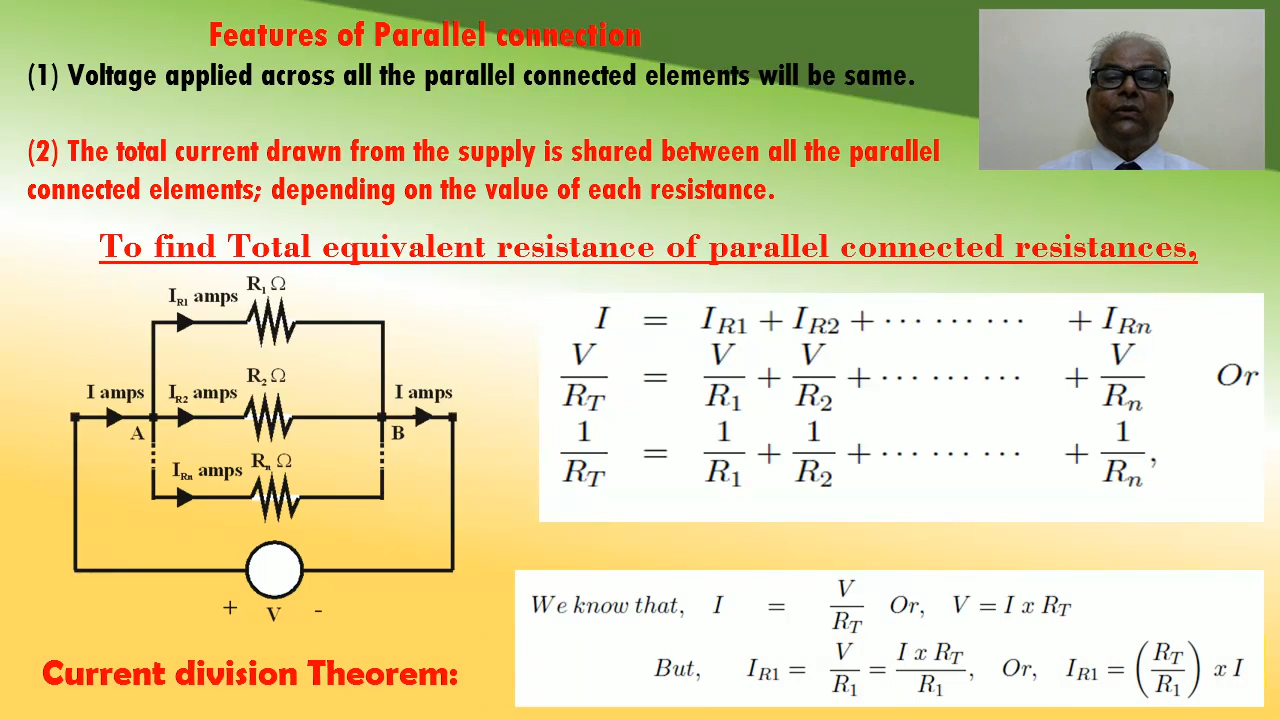 Features of Parallel connection
(1) Voltage applied across all the parallel connected elements will be same.
(2) The total current drawn from the supply is shared between all the parallel
connected elements; depending on the value of each resistance.
To find Total equivalent resistance of parallel connected resistances,
I_R1 amps R_1 Ω
I amps I_R2 amps R_2 Ω I amps
A B
I_Rn amps R_n Ω
+ V -
I = I_R1 + I_R2 + ⋯ ⋯ ⋯ + I_Rn
V/R_T = V/R_1 + V/R_2 + ⋯ ⋯ ⋯ + V/R_n Or
1/R_T = 1/R_1 + 1/R_2 + ⋯ ⋯ ⋯ + 1/R_n,
We know that, I = V/R_T Or, V = I x R_T
But, I_R1 = V/R_1 = I x R_T/R_1, Or, I_R1 = (R_T/R_1) x I
Current division Theorem: